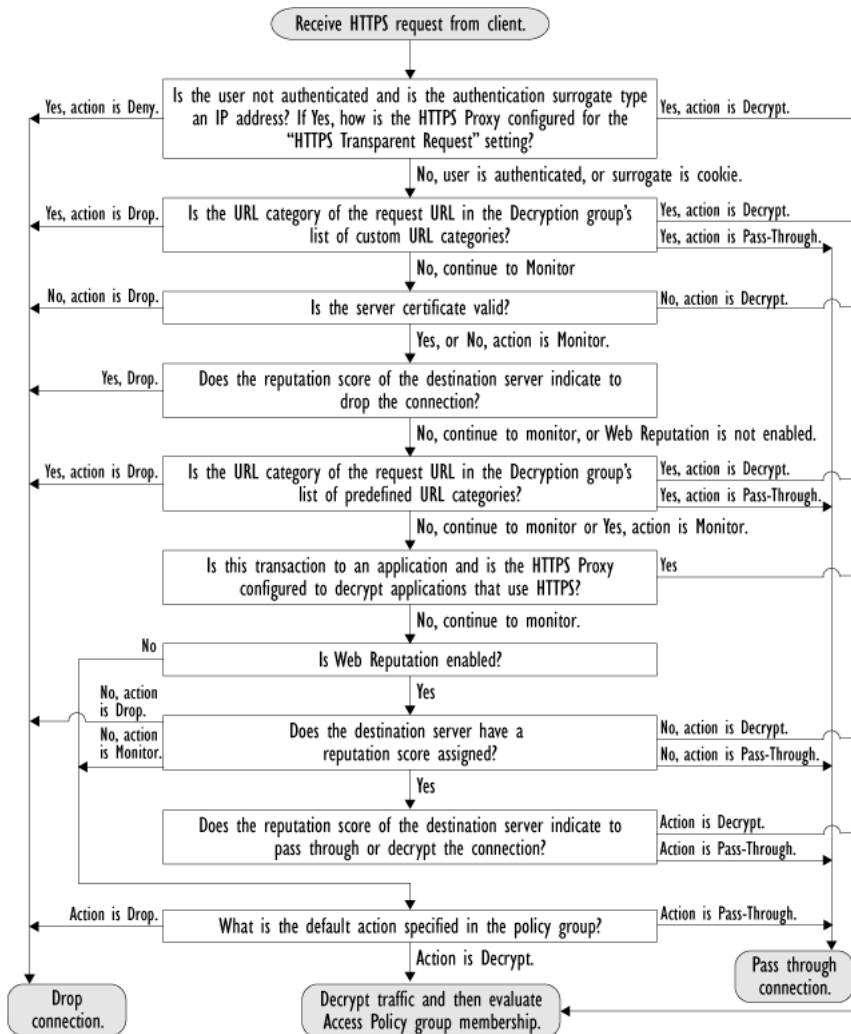 Receive HTTPS request from client.
Yes, action is Deny.
Is the user not authenticated and is the authentication surrogate type
an IP address? If Yes, how is the HTTPS Proxy configured for the
“HTTPS Transparent Request” setting?
Yes, action is Decrypt.
No, user is authenticated, or surrogate is cookie.
Yes, action is Drop.
Is the URL category of the request URL in the Decryption group's
list of custom URL categories?
Yes, action is Decrypt.
Yes, action is Pass-Through.
No, continue to Monitor
No, action is Drop.
Is the server certificate valid?
No, action is Decrypt.
Yes, or No, action is Monitor.
Yes, Drop.
Does the reputation score of the destination server indicate to
drop the connection?
No, continue to monitor, or Web Reputation is not enabled.
Yes, action is Drop.
Is the URL category of the request URL in the Decryption group's
list of predefined URL categories?
Yes, action is Decrypt.
Yes, action is Pass-Through.
No, continue to monitor or Yes, action is Monitor.
Is this transaction to an application and is the HTTPS Proxy
configured to decrypt applications that use HTTPS?
Yes
No, continue to monitor.
No
Is Web Reputation enabled?
Yes
No, action
is Drop.
No, action
is Monitor.
Does the destination server have a
reputation score assigned?
No, action is Decrypt.
No, action is Pass-Through.
Yes
Does the reputation score of the destination server indicate to
pass through or decrypt the connection?
Action is Decrypt.
Action is Pass-Through.
Action is Drop.
What is the default action specified in the policy group?
Action is Pass-Through.
Action is Decrypt.
Drop
connection.
Decrypt traffic and then evaluate
Access Policy group membership.
Pass through
connection.